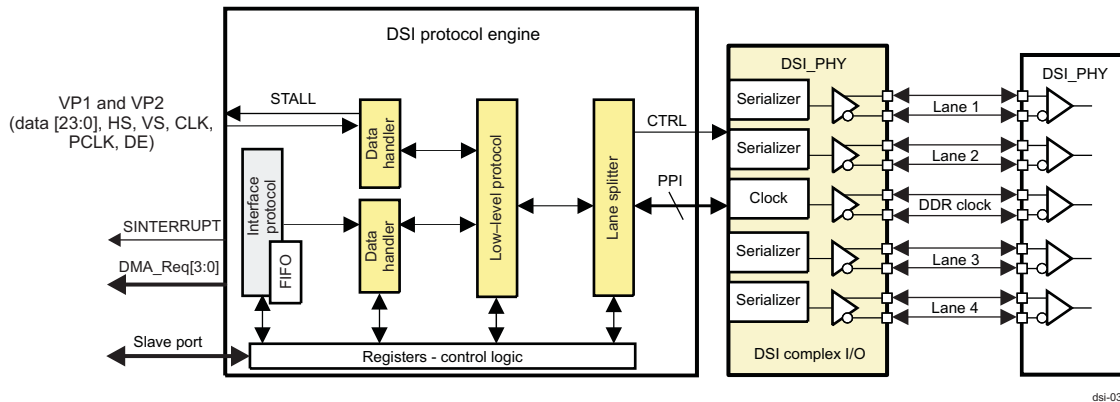 DSI protocol engine
DSI_PHY
DSI_PHY
VP1 and VP2
(data [23:0], HS, VS, CLK,
PCLK, DE)
STALL
Data
handler
Low–level protocol
Lane splitter
CTRL
PPI
Interface
protocol
FIFO
Data
handler
SINTERRUPT
DMA_Req[3:0]
Slave port
Registers - control logic
Serializer
Lane 1
Serializer
Lane 2
Clock
DDR clock
Serializer
Lane 3
Serializer
Lane 4
DSI complex I/O